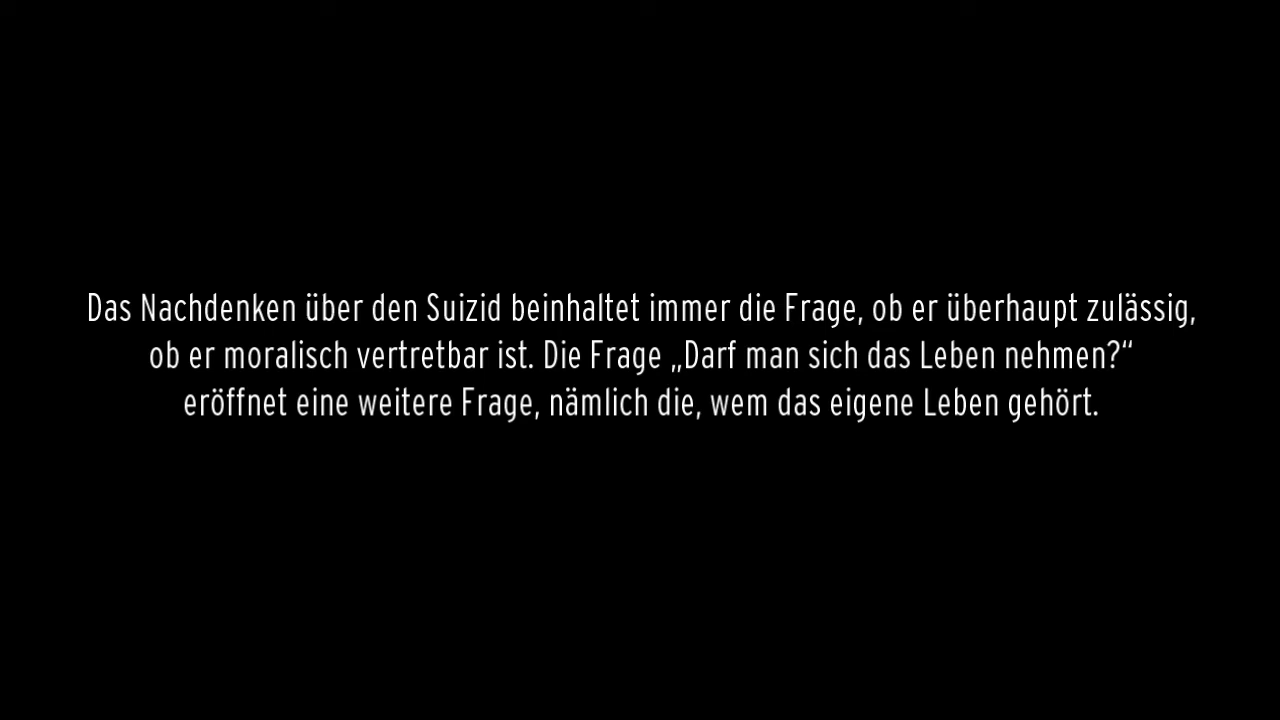 Das Nachdenken über den Suizid beinhaltet immer die Frage, ob er überhaupt zulässig,
ob er moralisch vertretbar ist. Die Frage „Darf man sich das Leben nehmen?“
eröffnet eine weitere Frage, nämlich die, wem das eigene Leben gehört.